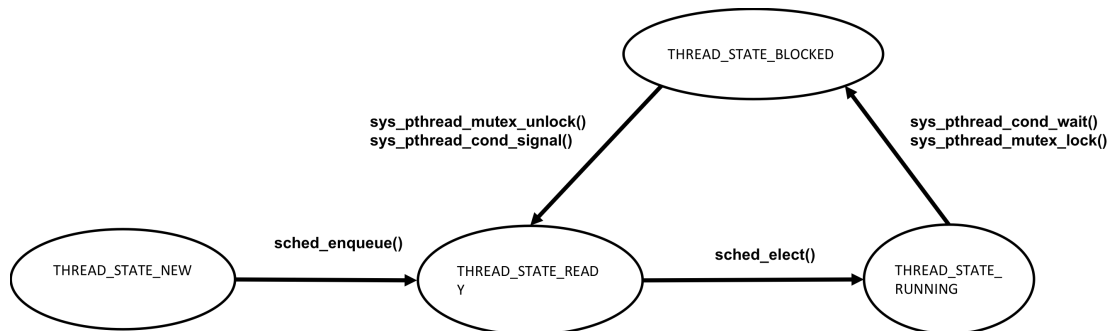 THREAD_STATE_BLOCKED
sys_pthread_mutex_unlock()
sys_pthread_cond_signal()
sys_pthread_cond_wait()
sys_pthread_mutex_lock()
sched_enqueue()
sched_elect()
THREAD_STATE_NEW
THREAD_STATE_READ
Y
THREAD_STATE_
RUNNING